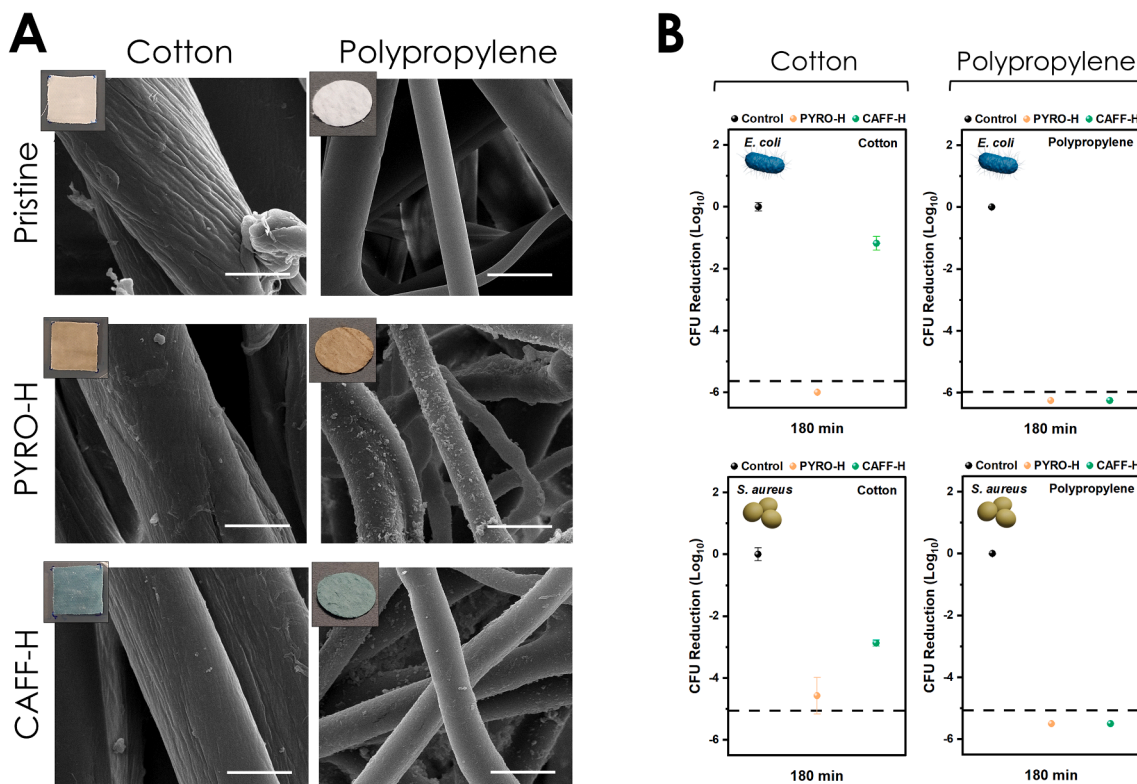 A
Cotton
Polypropylene
Pristine
PYRO-H
CAFF-H
B
Cotton
Polypropylene
Control PYRO-H CAFF-H
E. coli
Cotton
CFU Reduction (Log10)
2
0
-2
-4
-6
180 min
Control PYRO-H CAFF-H
E. coli
Polypropylene
CFU Reduction (Log10)
2
0
-2
-4
-6
180 min
Control PYRO-H CAFF-H
S. aureus
Cotton
CFU Reduction (Log10)
2
0
-2
-4
-6
180 min
Control PYRO-H CAFF-H
S. aureus
Polypropylene
CFU Reduction (Log10)
2
0
-2
-4
-6
180 min